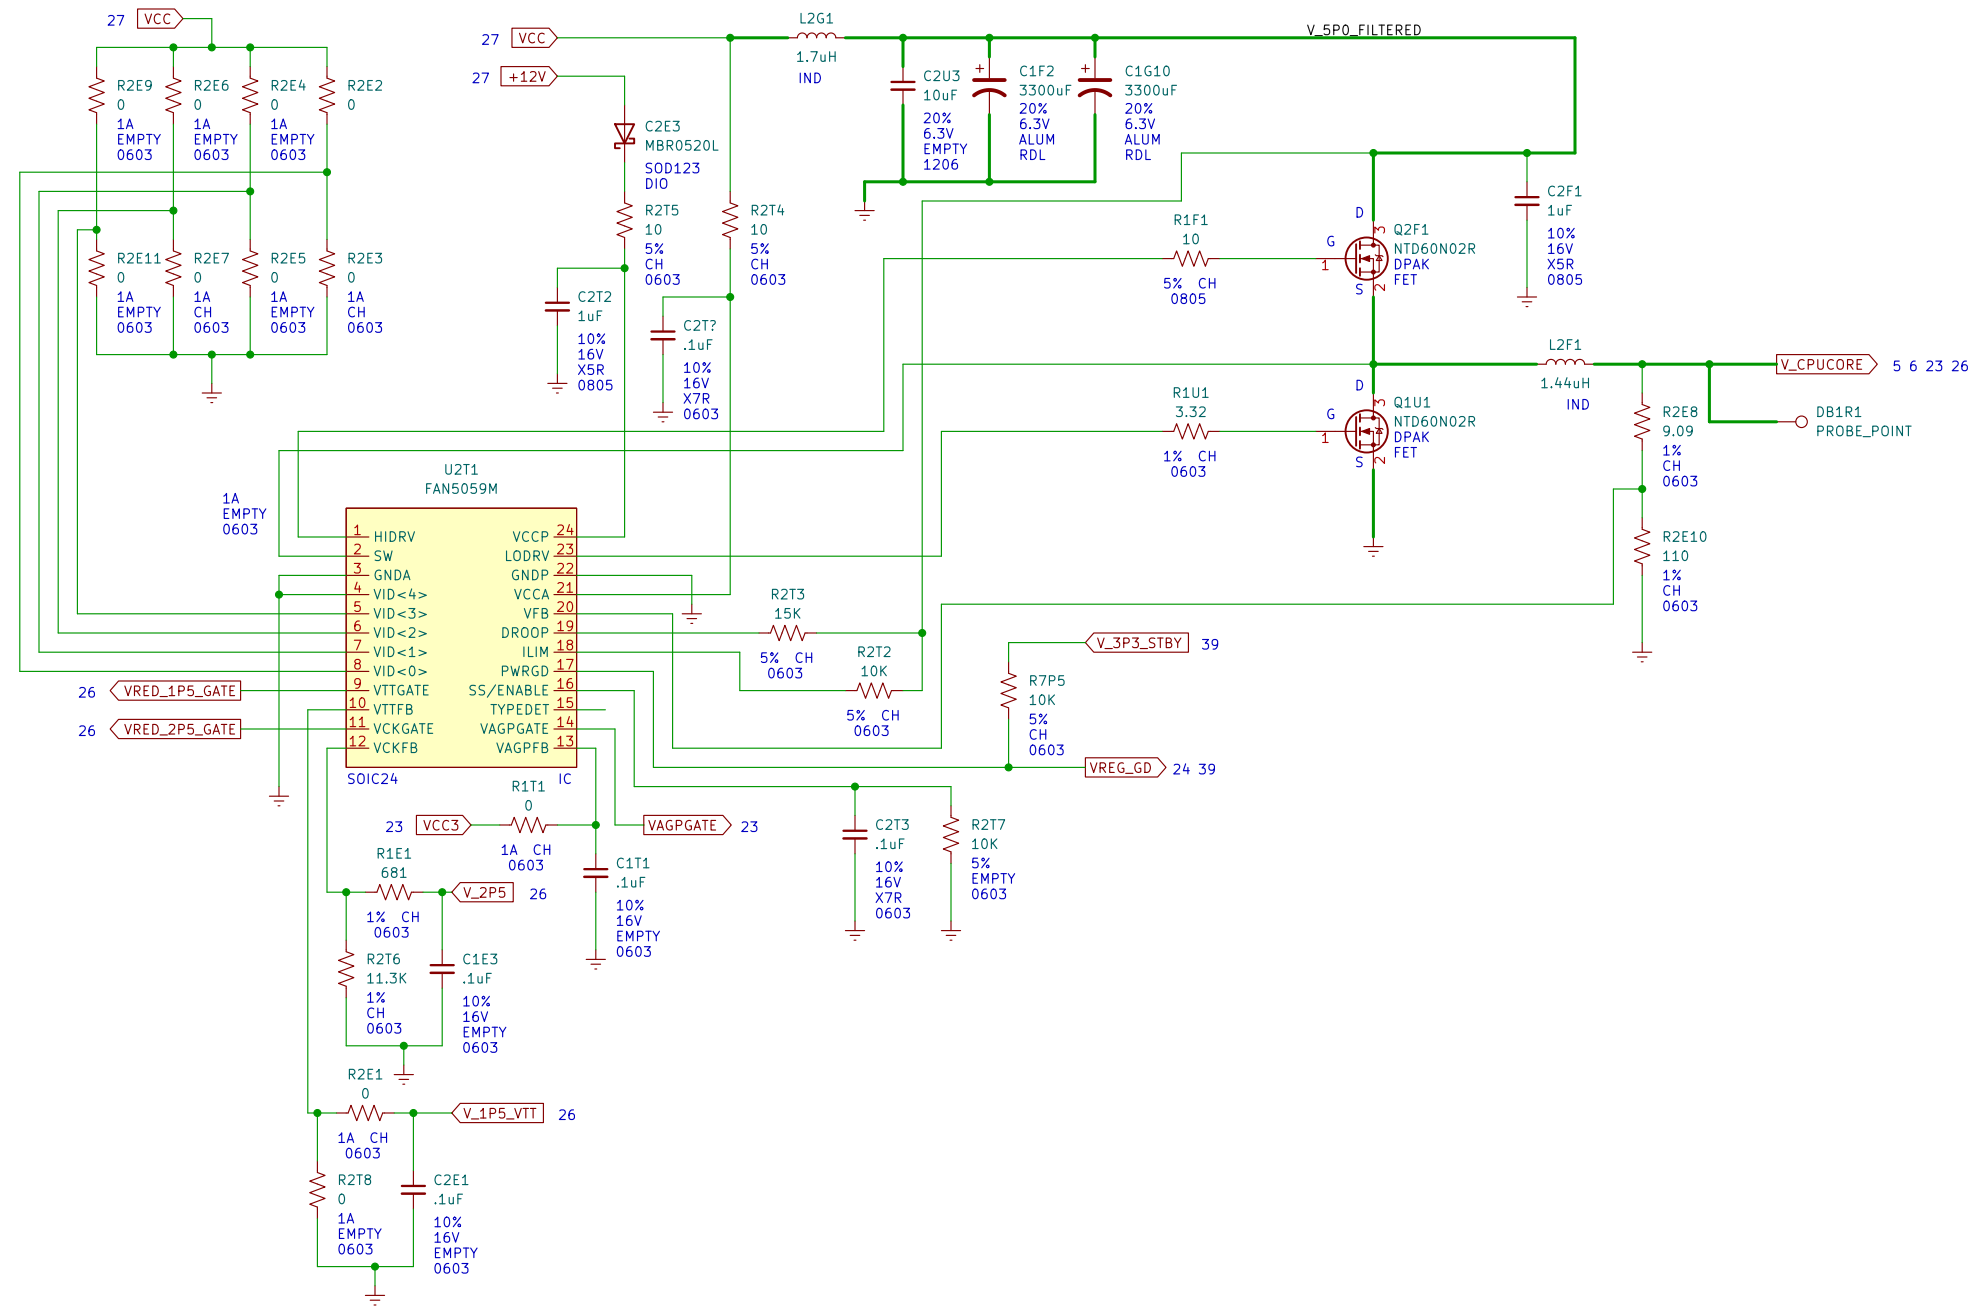 27 VCC
R2E9
0
1A
EMPTY
0603
R2E6
0
1A
EMPTY
0603
R2E4
0
1A
EMPTY
0603
R2E2
0
R2E11
0
1A
EMPTY
0603
R2E7
0
1A
CH
0603
R2E5
0
1A
EMPTY
0603
R2E3
0
1A
CH
0603
27 VCC
27 +12V
L2G1
1.7uH
IND
V_5P0_FILTERED
C2U3
10uF
20%
6.3V
EMPTY
1206
+
C1F2
3300uF
20%
6.3V
ALUM
RDL
+
C1G10
3300uF
20%
6.3V
ALUM
RDL
C2E3
MBR0520L
SOD123
DIO
R2T5
10
5%
CH
0603
R2T4
10
5%
CH
0603
C2T2
1uF
10%
16V
X5R
0805
C2T?
.1uF
10%
16V
X7R
0603
R1F1
10
5% CH
0805
D
G
S
3
1
2
Q2F1
NTD60N02R
DPAK
FET
C2F1
1uF
10%
16V
X5R
0805
L2F1
1.44uH
IND
V_CPUCORE 5 6 23 26
DB1R1
PROBE_POINT
R1U1
3.32
1% CH
0603
D
G
S
3
1
2
Q1U1
NTD60N02R
DPAK
FET
R2E8
9.09
1%
CH
0603
R2E10
110
1%
CH
0603
1A
EMPTY
0603
U2T1
FAN5059M
1 HIDRV VCCP 24
2 SW LODRV 23
3 GNDA GNDP 22
4 VID<4> VCCA 21
5 VID<3> VFB 20
6 VID<2> DROOP 19
7 VID<1> ILIM 18
8 VID<0> PWRGD 17
9 VTTGATE SS/ENABLE 16
10 VTTFB TYPEDET 15
11 VCKGATE VAGPGATE 14
12 VCKFB VAGPFB 13
SOIC24 IC
26 VRED_1P5_GATE
26 VRED_2P5_GATE
R2T3
15K
5% CH
0603
R2T2
10K
5% CH
0603
V_3P3_STBY 39
R7P5
10K
5%
CH
0603
VREG_GD 24 39
R1T1
0
23 VCC3
1A CH
0603
VAGPGATE 23
C1T1
.1uF
10%
16V
EMPTY
0603
C2T3
.1uF
10%
16V
X7R
0603
R2T7
10K
5%
EMPTY
0603
R1E1
681
1% CH
0603
V_2P5 26
R2T6
11.3K
1%
CH
0603
C1E3
.1uF
10%
16V
EMPTY
0603
R2E1
0
1A CH
0603
V_1P5_VTT 26
R2T8
0
1A
EMPTY
0603
C2E1
.1uF
10%
16V
EMPTY
0603